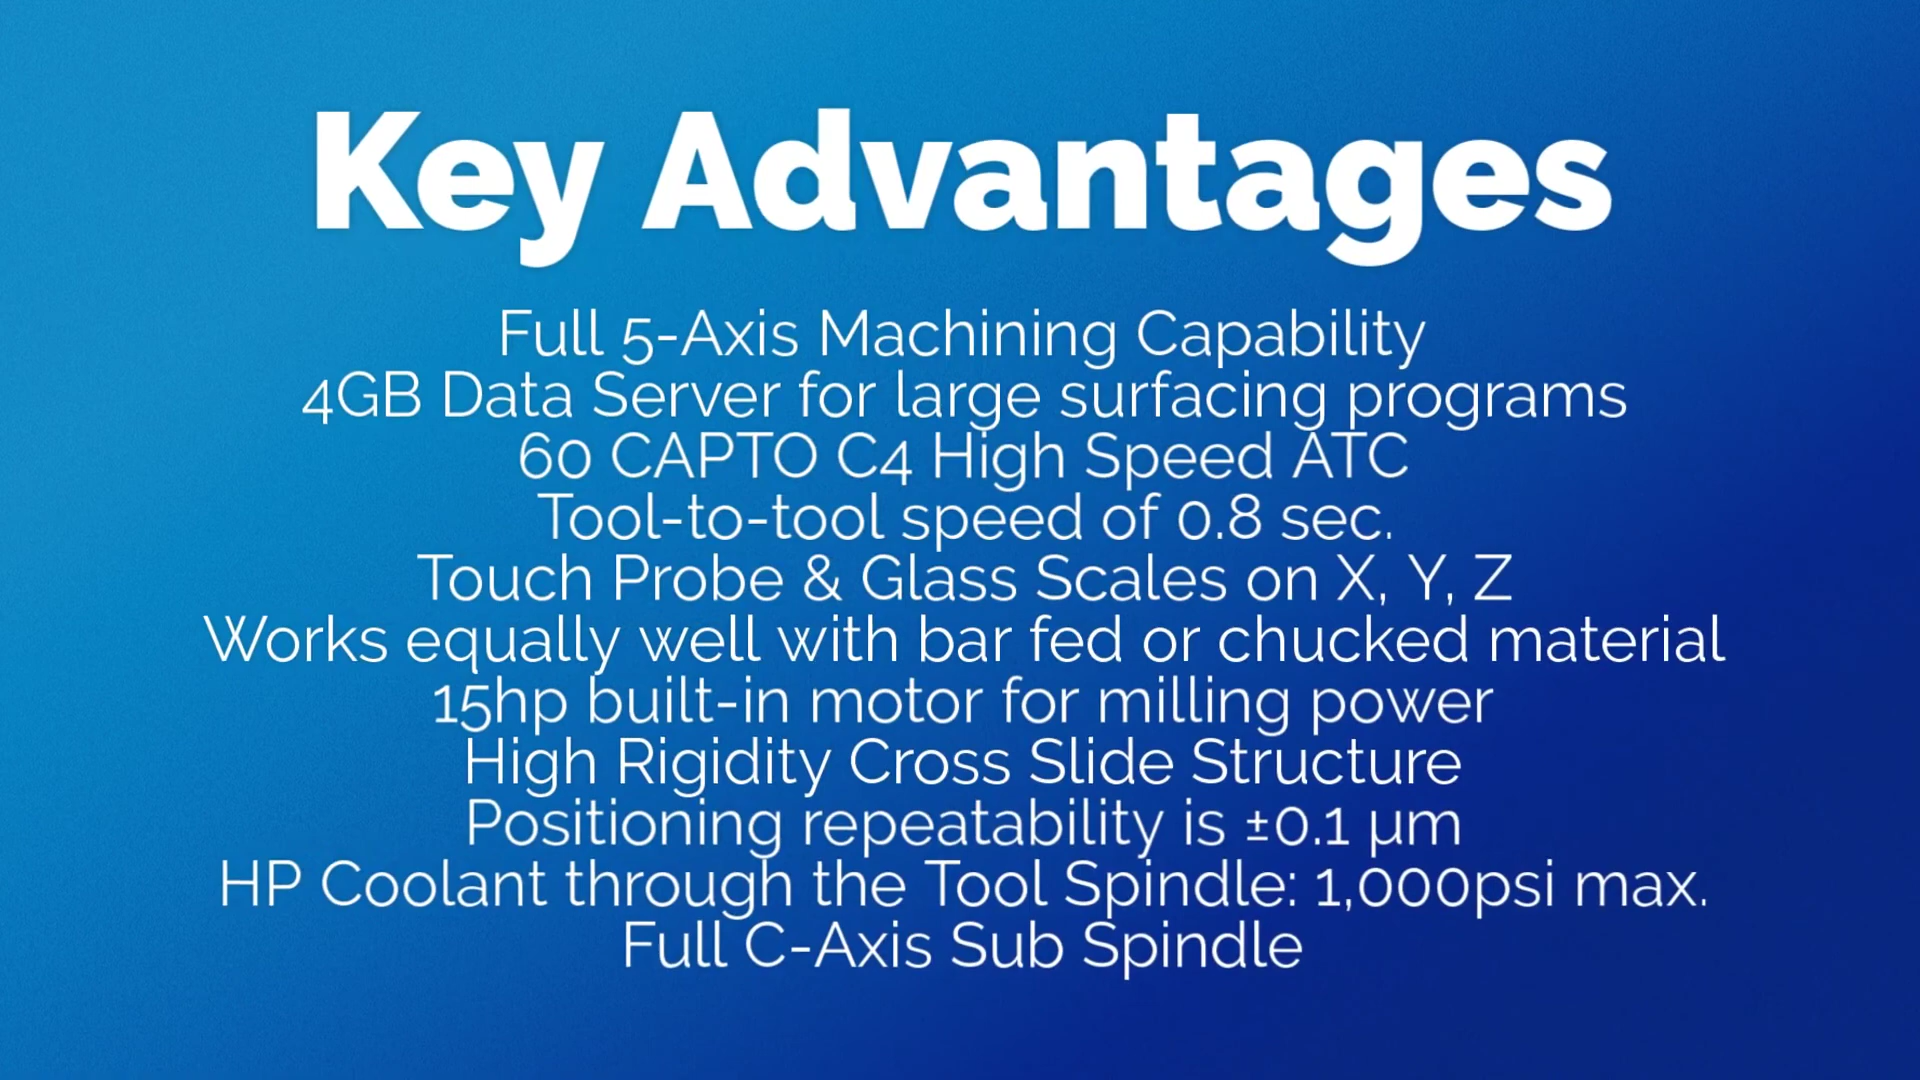 Key Advantages
Full 5-Axis Machining Capability
4GB Data Server for large surfacing programs
60 CAPTO C4 High Speed ATC
Tool-to-tool speed of 0.8 sec.
Touch Probe & Glass Scales on X, Y, Z
Works equally well with bar fed or chucked material
15hp built-in motor for milling power
High Rigidity Cross Slide Structure
Positioning repeatability is ±0.1 µm
HP Coolant through the Tool Spindle: 1,000psi max.
Full C-Axis Sub Spindle